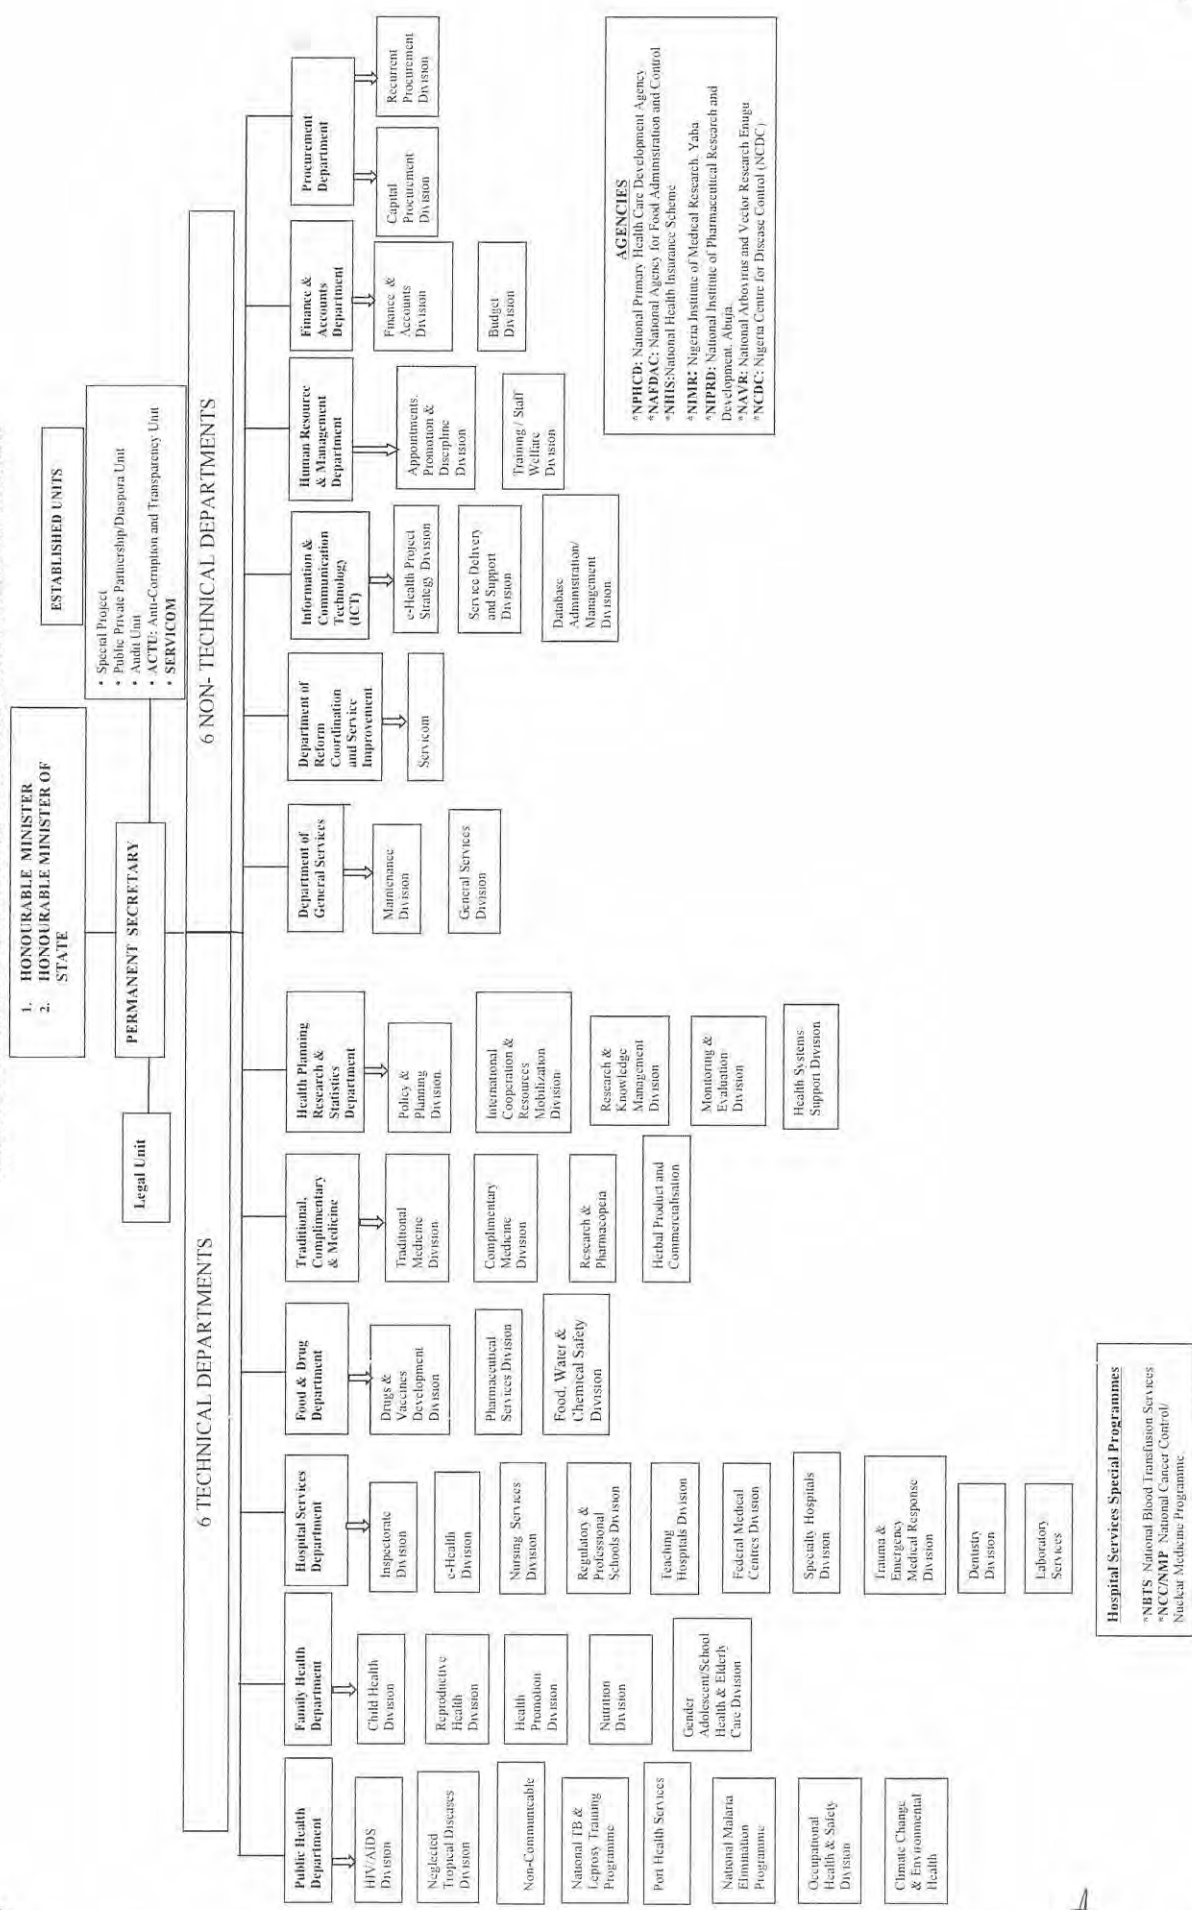 1. HONOURABLE MINISTER
2. HONOURABLE MINISTER OF
STATE
PERMANENT SECRETARY
Legal Unit
ESTABLISHED UNITS
• Special Project
• Public Private Partnership/Diaspora Unit
• Audit Unit
• ACTU: Anti-Corruption and Transparency Unit
• SERVICOM
6 TECHNICAL DEPARTMENTS
6 NON- TECHNICAL DEPARTMENTS
Public Health
Department
HIV/AIDS
Division
Neglected
Tropical Diseases
Division
Non-Communicable
National TB &
Leprosy Training
Programme
Port Health Services
National Malaria
Elimination
Programme
Occupational
Health & Safety
Division
Climate Change
& Environmental
Health
Family Health
Department
Child Health
Division
Reproductive
Health
Division
Health
Promotion
Division
Nutrition
Division
Gender
Adolescent/School
Health & Elderly
Care Division
Hospital Services
Department
Inspectorate
Division
e-Health
Division
Nursing Services
Division
Regulatory &
Professional
Schools Division
Teaching
Hospitals Division
Federal Medical
Centres Division
Specialty Hospitals
Division
Trauma &
Emergency
Medical Response
Division
Dentistry
Division
Laboratory
Services
Food & Drug
Department
Drugs &
Vaccines
Development
Division
Pharmaceutical
Services Division
Food, Water &
Chemical Safety
Division
Traditional,
Complimentary
& Medicine
Traditional
Medicine
Division
Complimentary
Medicine
Division
Research &
Pharmacopeia
Herbal Product and
Commercialisation
Health Planning
Research &
Statistics
Department
Policy &
Planning
Division
International
Cooperation &
Resources
Mobilization
Division
Research &
Knowledge
Management
Division
Monitoring &
Evaluation
Division
Health Systems
Support Division
Department of
General Services
Maintenance
Division
General Services
Division
Department of
Reform
Coordination
and Service
Improvement
Servicom
Information &
Communication
Technology
(ICT)
e-Health Project
Strategy Division
Service Delivery
and Support
Division
Database
Administration/
Management
Division
Human Resource
& Management
Department
Appointments,
Promotion &
Discipline
Division
Training / Staff
Welfare
Division
Finance &
Accounts
Department
Finance &
Accounts
Division
Budget
Division
Procurement
Department
Capital
Procurement
Division
Recurrent
Procurement
Division
AGENCIES
*NPHCD: National Primary Health Care Development Agency
*NAFDAC: National Agency for Food Administration and Control
*NHIS:National Health Insurance Scheme
*NIMR: Nigeria Institute of Medical Research. Yaba
*NIPRD: National Institute of Pharmaceutical Research and
Development. Abuja.
*NAVR: National Arbovirus and Vector Research Enugu
*NCDC: Nigeria Centre for Disease Control (NCDC)
Hospital Services Special Programmes
*NBTS National Blood Transfusion Services
*NCC/NMP National Cancer Control/
Nuclear Medicine Programme